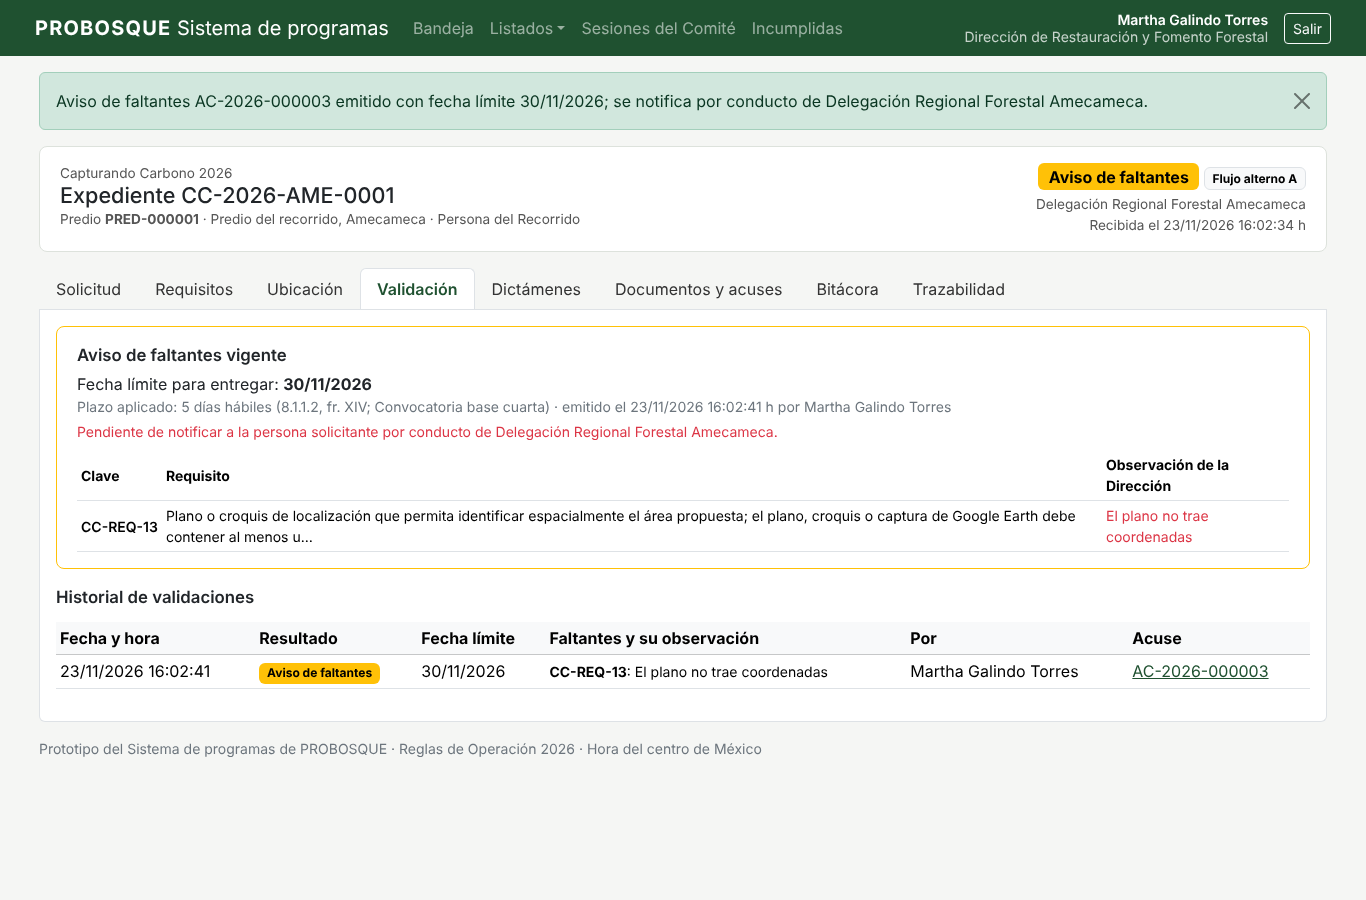 PROBOSQUE Sistema de programas
Bandeja
Listados
Sesiones del Comité
Incumplidas
Martha Galindo Torres
Dirección de Restauración y Fomento Forestal
Salir
Aviso de faltantes AC-2026-000003 emitido con fecha límite 30/11/2026; se notifica por conducto de Delegación Regional Forestal Amecameca.
Capturando Carbono 2026
Expediente CC-2026-AME-0001
Predio PRED-000001 · Predio del recorrido, Amecameca · Persona del Recorrido
Aviso de faltantes
Flujo alterno A
Delegación Regional Forestal Amecameca
Recibida el 23/11/2026 16:02:34 h
Solicitud
Requisitos
Ubicación
Validación
Dictámenes
Documentos y acuses
Bitácora
Trazabilidad
Aviso de faltantes vigente
Fecha límite para entregar: 30/11/2026
Plazo aplicado: 5 días hábiles (8.1.1.2, fr. XIV; Convocatoria base cuarta) · emitido el 23/11/2026 16:02:41 h por Martha Galindo Torres
Pendiente de notificar a la persona solicitante por conducto de Delegación Regional Forestal Amecameca.
Clave
Requisito
Observación de la
Dirección
CC-REQ-13
Plano o croquis de localización que permita identificar espacialmente el área propuesta; el plano, croquis o captura de Google Earth debe
contener al menos u...
El plano no trae
coordenadas
Historial de validaciones
Fecha y hora
Resultado
Fecha límite
Faltantes y su observación
Por
Acuse
23/11/2026 16:02:41
Aviso de faltantes
30/11/2026
CC-REQ-13: El plano no trae coordenadas
Martha Galindo Torres
AC-2026-000003
Prototipo del Sistema de programas de PROBOSQUE · Reglas de Operación 2026 · Hora del centro de México